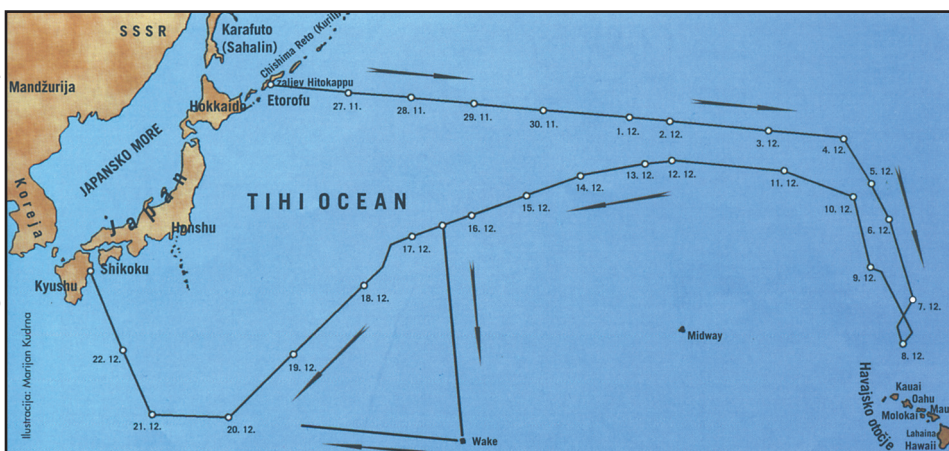 SSSR
Karafuto
(Sahalin)
Chishima Reto (Kurili)
Mandžurija
zaljev Hitokappu
Hokkaido
Etorofu
27. 11.
28. 11.
29. 11.
30. 11.
1. 12.
2. 12.
3. 12.
4. 12.
5. 12.
6. 12.
7. 12.
8. 12.
9. 12.
10. 12.
11. 12.
12. 12.
13. 12.
14. 12.
15. 12.
16. 12.
17. 12.
18. 12.
19. 12.
20. 12.
21. 12.
22. 12.
JAPANSKO MORE
Koreja
Japan
TIHI OCEAN
Honshu
Shikoku
Kyushu
Midway
Wake
Havajsko otočje
Kauai
Oahu
Molokai
Mau
Lahaina
Hawaii
Ilustracija: Marijan Kudrna